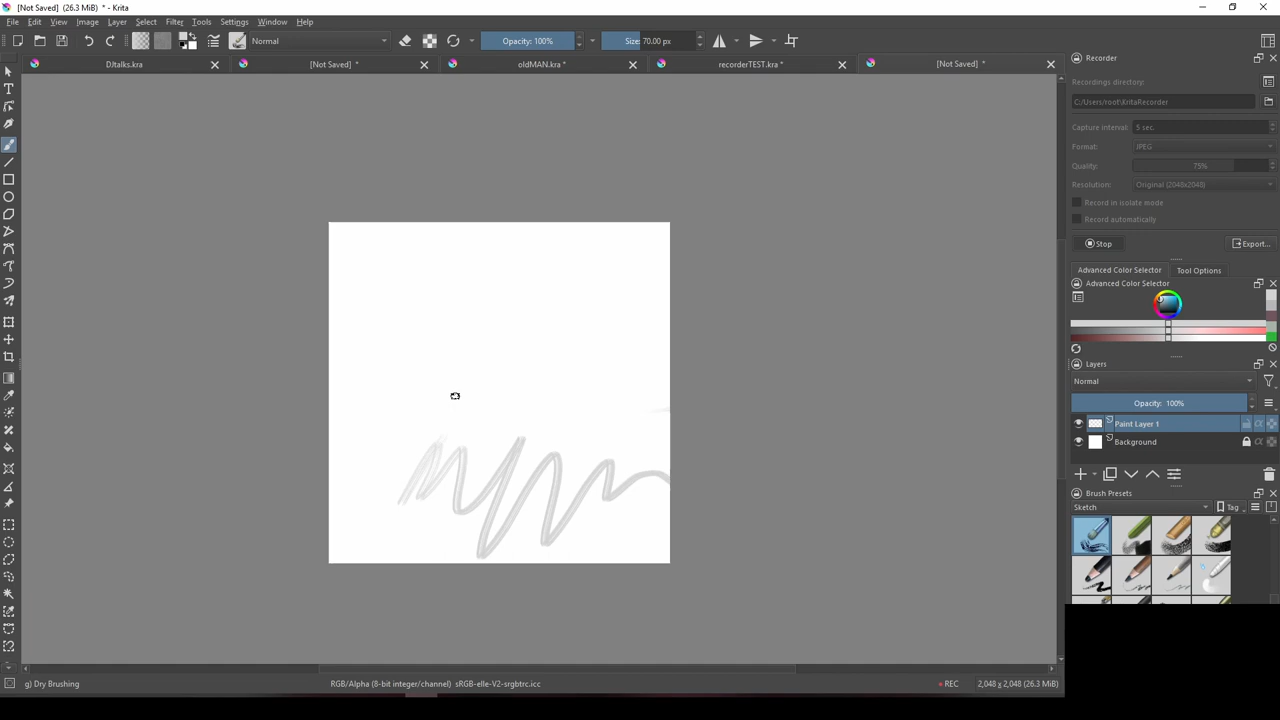 [Not Saved]  (26.3 MiB)  * - Krita
File Edit View Image Layer Select Filter Tools Settings Window Help
Normal Opacity: 100% Size: 70.00 px
DJtalks.kra [Not Saved] * oldMAN.kra * recorderTEST.kra * [Not Saved] *
Recorder
Recordings directory:
C:/Users/root\KritaRecorder
Capture interval: 5 sec.
Format: JPEG
Quality: 75%
Resolution: Original (2048x2048)
Record in isolate mode
Record automatically
Stop Export...
Advanced Color Selector Tool Options
Advanced Color Selector
Layers
Normal
Opacity: 100%
Paint Layer 1
Background
Brush Presets
Sketch Tag
g) Dry Brushing RGB/Alpha (8-bit integer/channel) sRGB-elle-V2-srgbtrc.icc REC 2,048 x 2,048 (26.3 MiB)